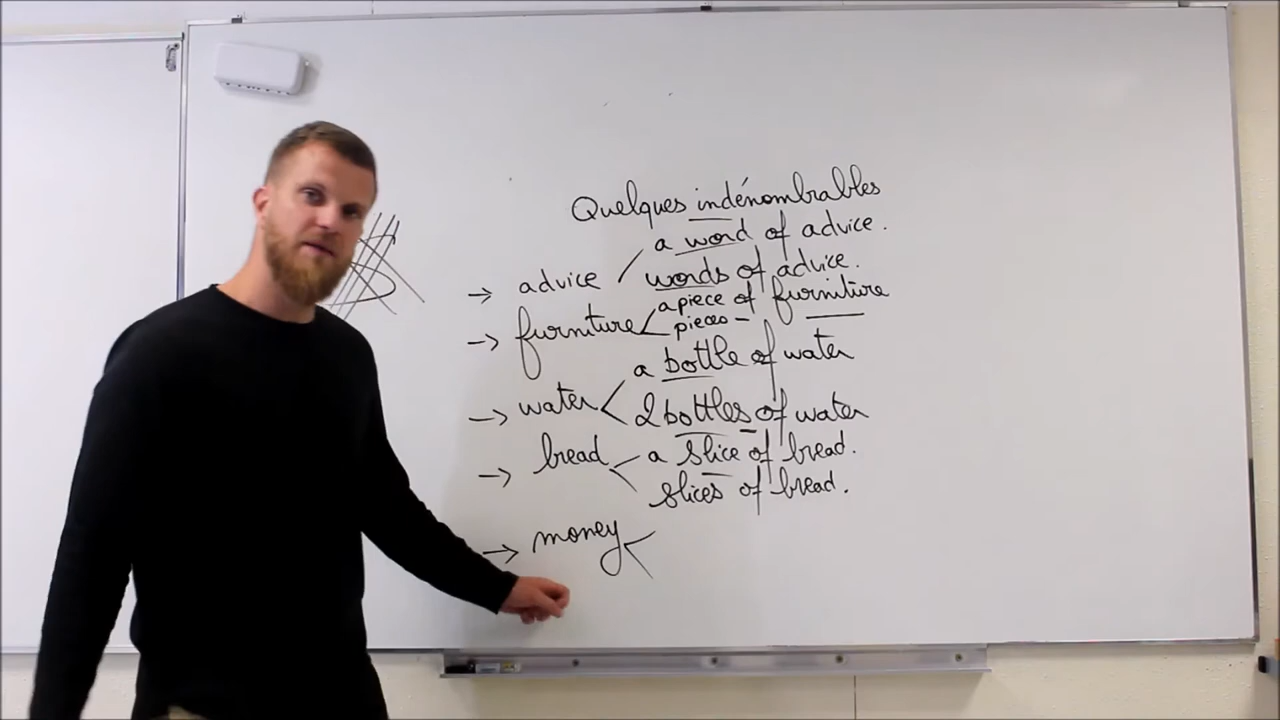 Quelques indénombrables
a word of advice.
→ advice / words of advice.
a piece of furniture
→ furniture < pieces –
a bottle of water
→ water < 2 bottles of water
→ bread < a slice of bread.
slices of bread.
→ money <